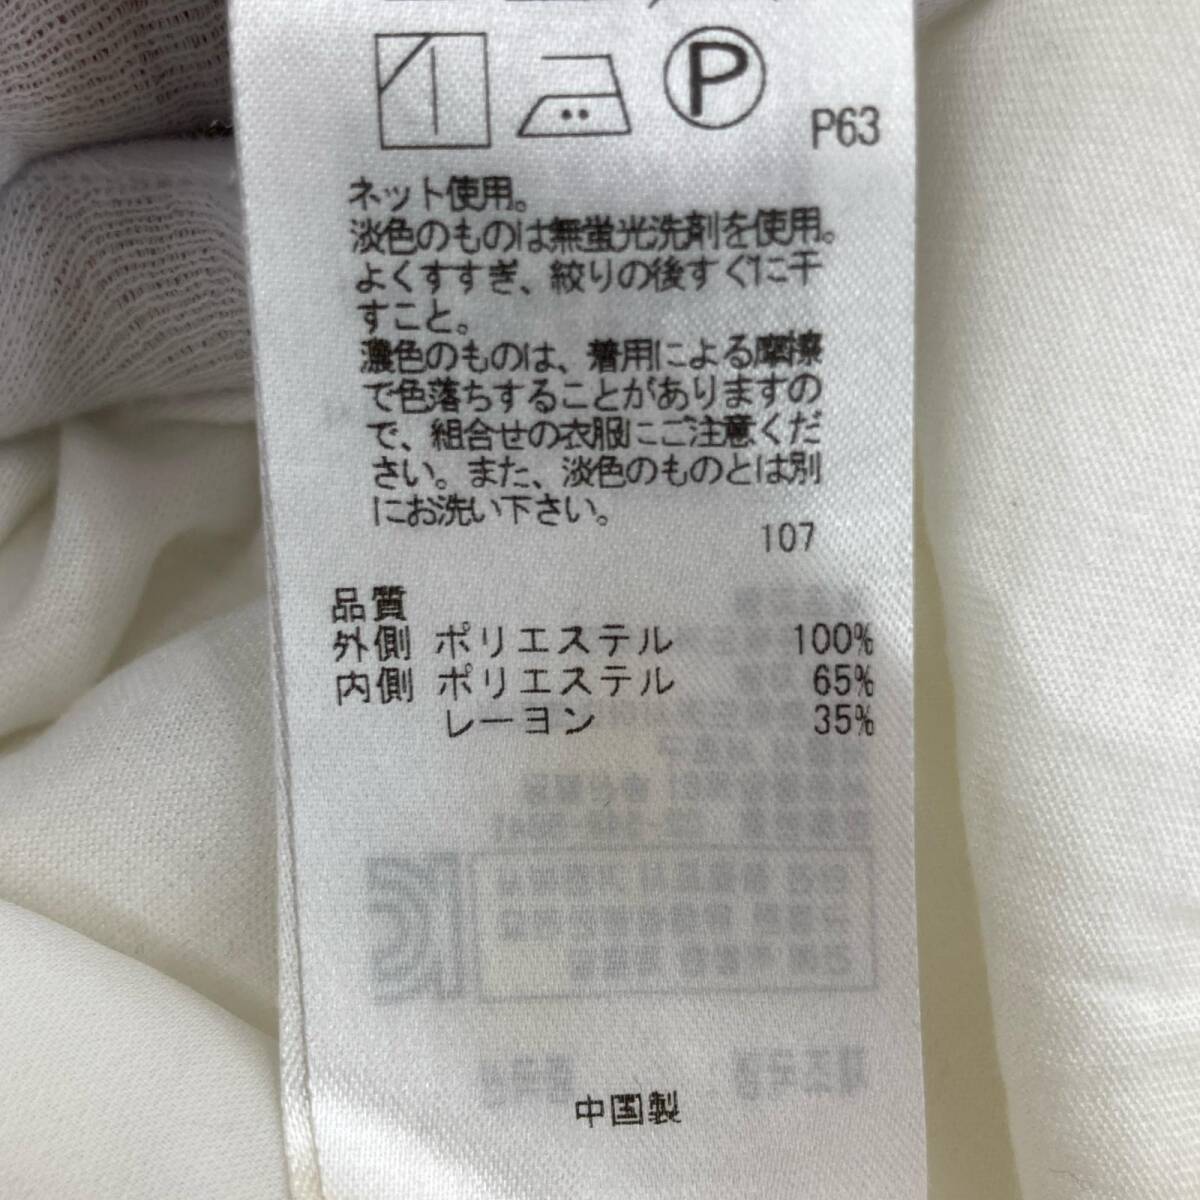 P
P63
ネット使用。
淡色のものは無蛍光洗剤を使用。
よくすすぎ、絞りの後すぐに干
すこと。
濃色のものは、着用による摩擦
で色落ちすることがありますの
で、組合せの衣服にご注意くだ
さい。また、淡色のものとは別
にお洗い下さい。
107
品質
外側 ポリエステル 100%
内側 ポリエステル 65%
レーヨン 35%
中国製